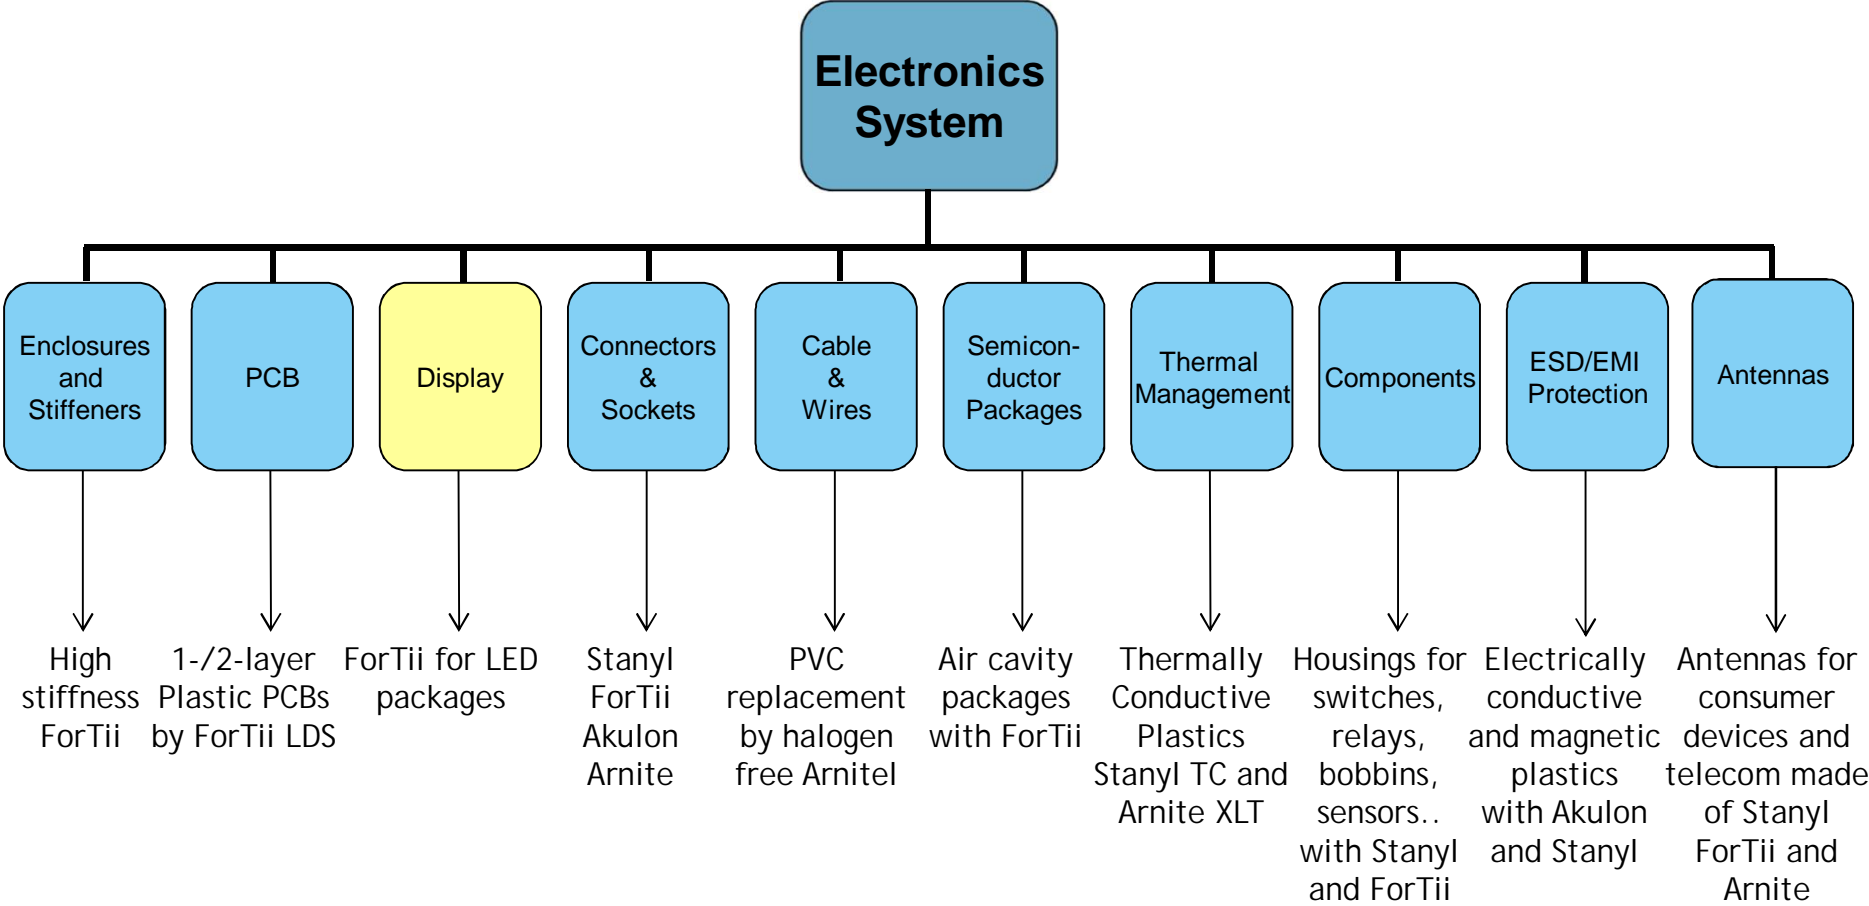 Electronics
System
Enclosures
and
Stiffeners
PCB
Display
Connectors
&
Sockets
Cable
&
Wires
Semicon-
ductor
Packages
Thermal
Management
Components
ESD/EMI
Protection
Antennas
High
stiffness
ForTii
1-/2-layer
Plastic PCBs
by ForTii LDS
ForTii for LED
packages
Stanyl
ForTii
Akulon
Arnite
PVC
replacement
by halogen
free Arnitel
Air cavity
packages
with ForTii
Thermally
Conductive
Plastics
Stanyl TC and
Arnite XLT
Housings for
switches,
relays,
bobbins,
sensors..
with Stanyl
and ForTii
Electrically
conductive
and magnetic
plastics
with Akulon
and Stanyl
Antennas for
consumer
devices and
telecom made
of Stanyl
ForTii and
Arnite